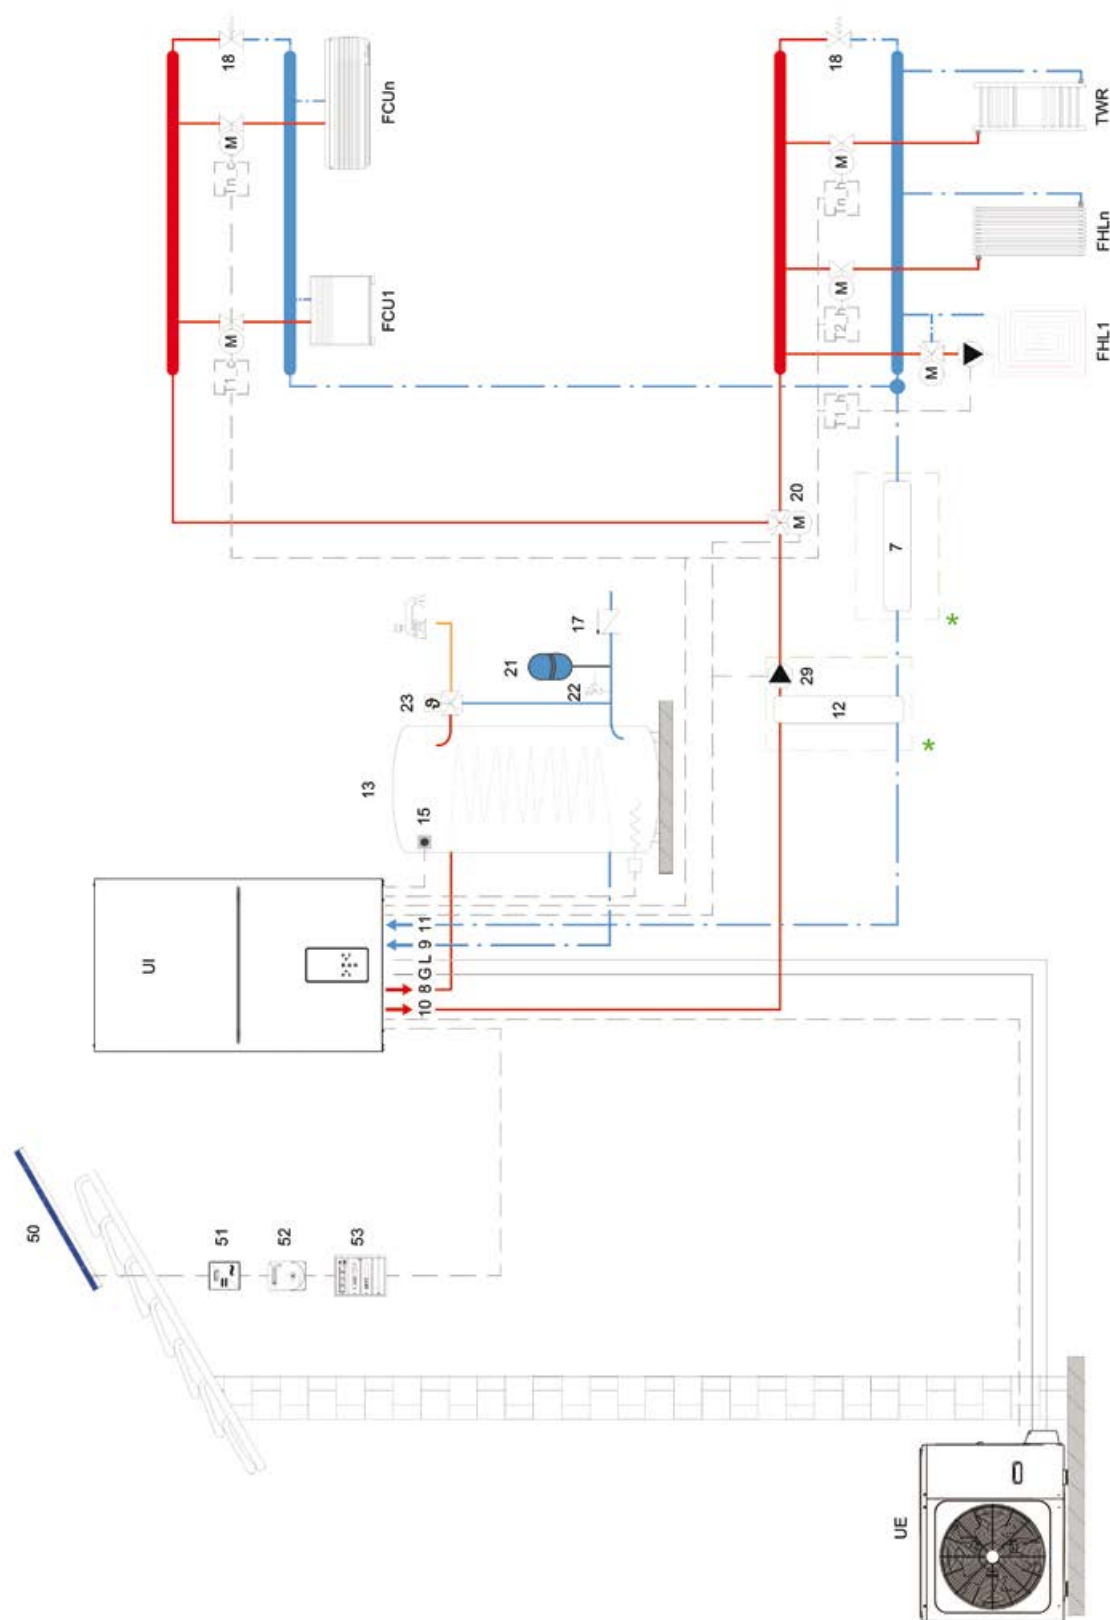 50
UI
51
=
~
T1_c
M
Tn_c
M
18
52
53
13
FCU1
FCUn
23
10 8 G L 9 11
15
ϑ
21
22
17
M
20
29
12
T1_h
T2_h
M
Tn_h
M
18
UE
7
*
M
*
FHL1
FHLn
TWR